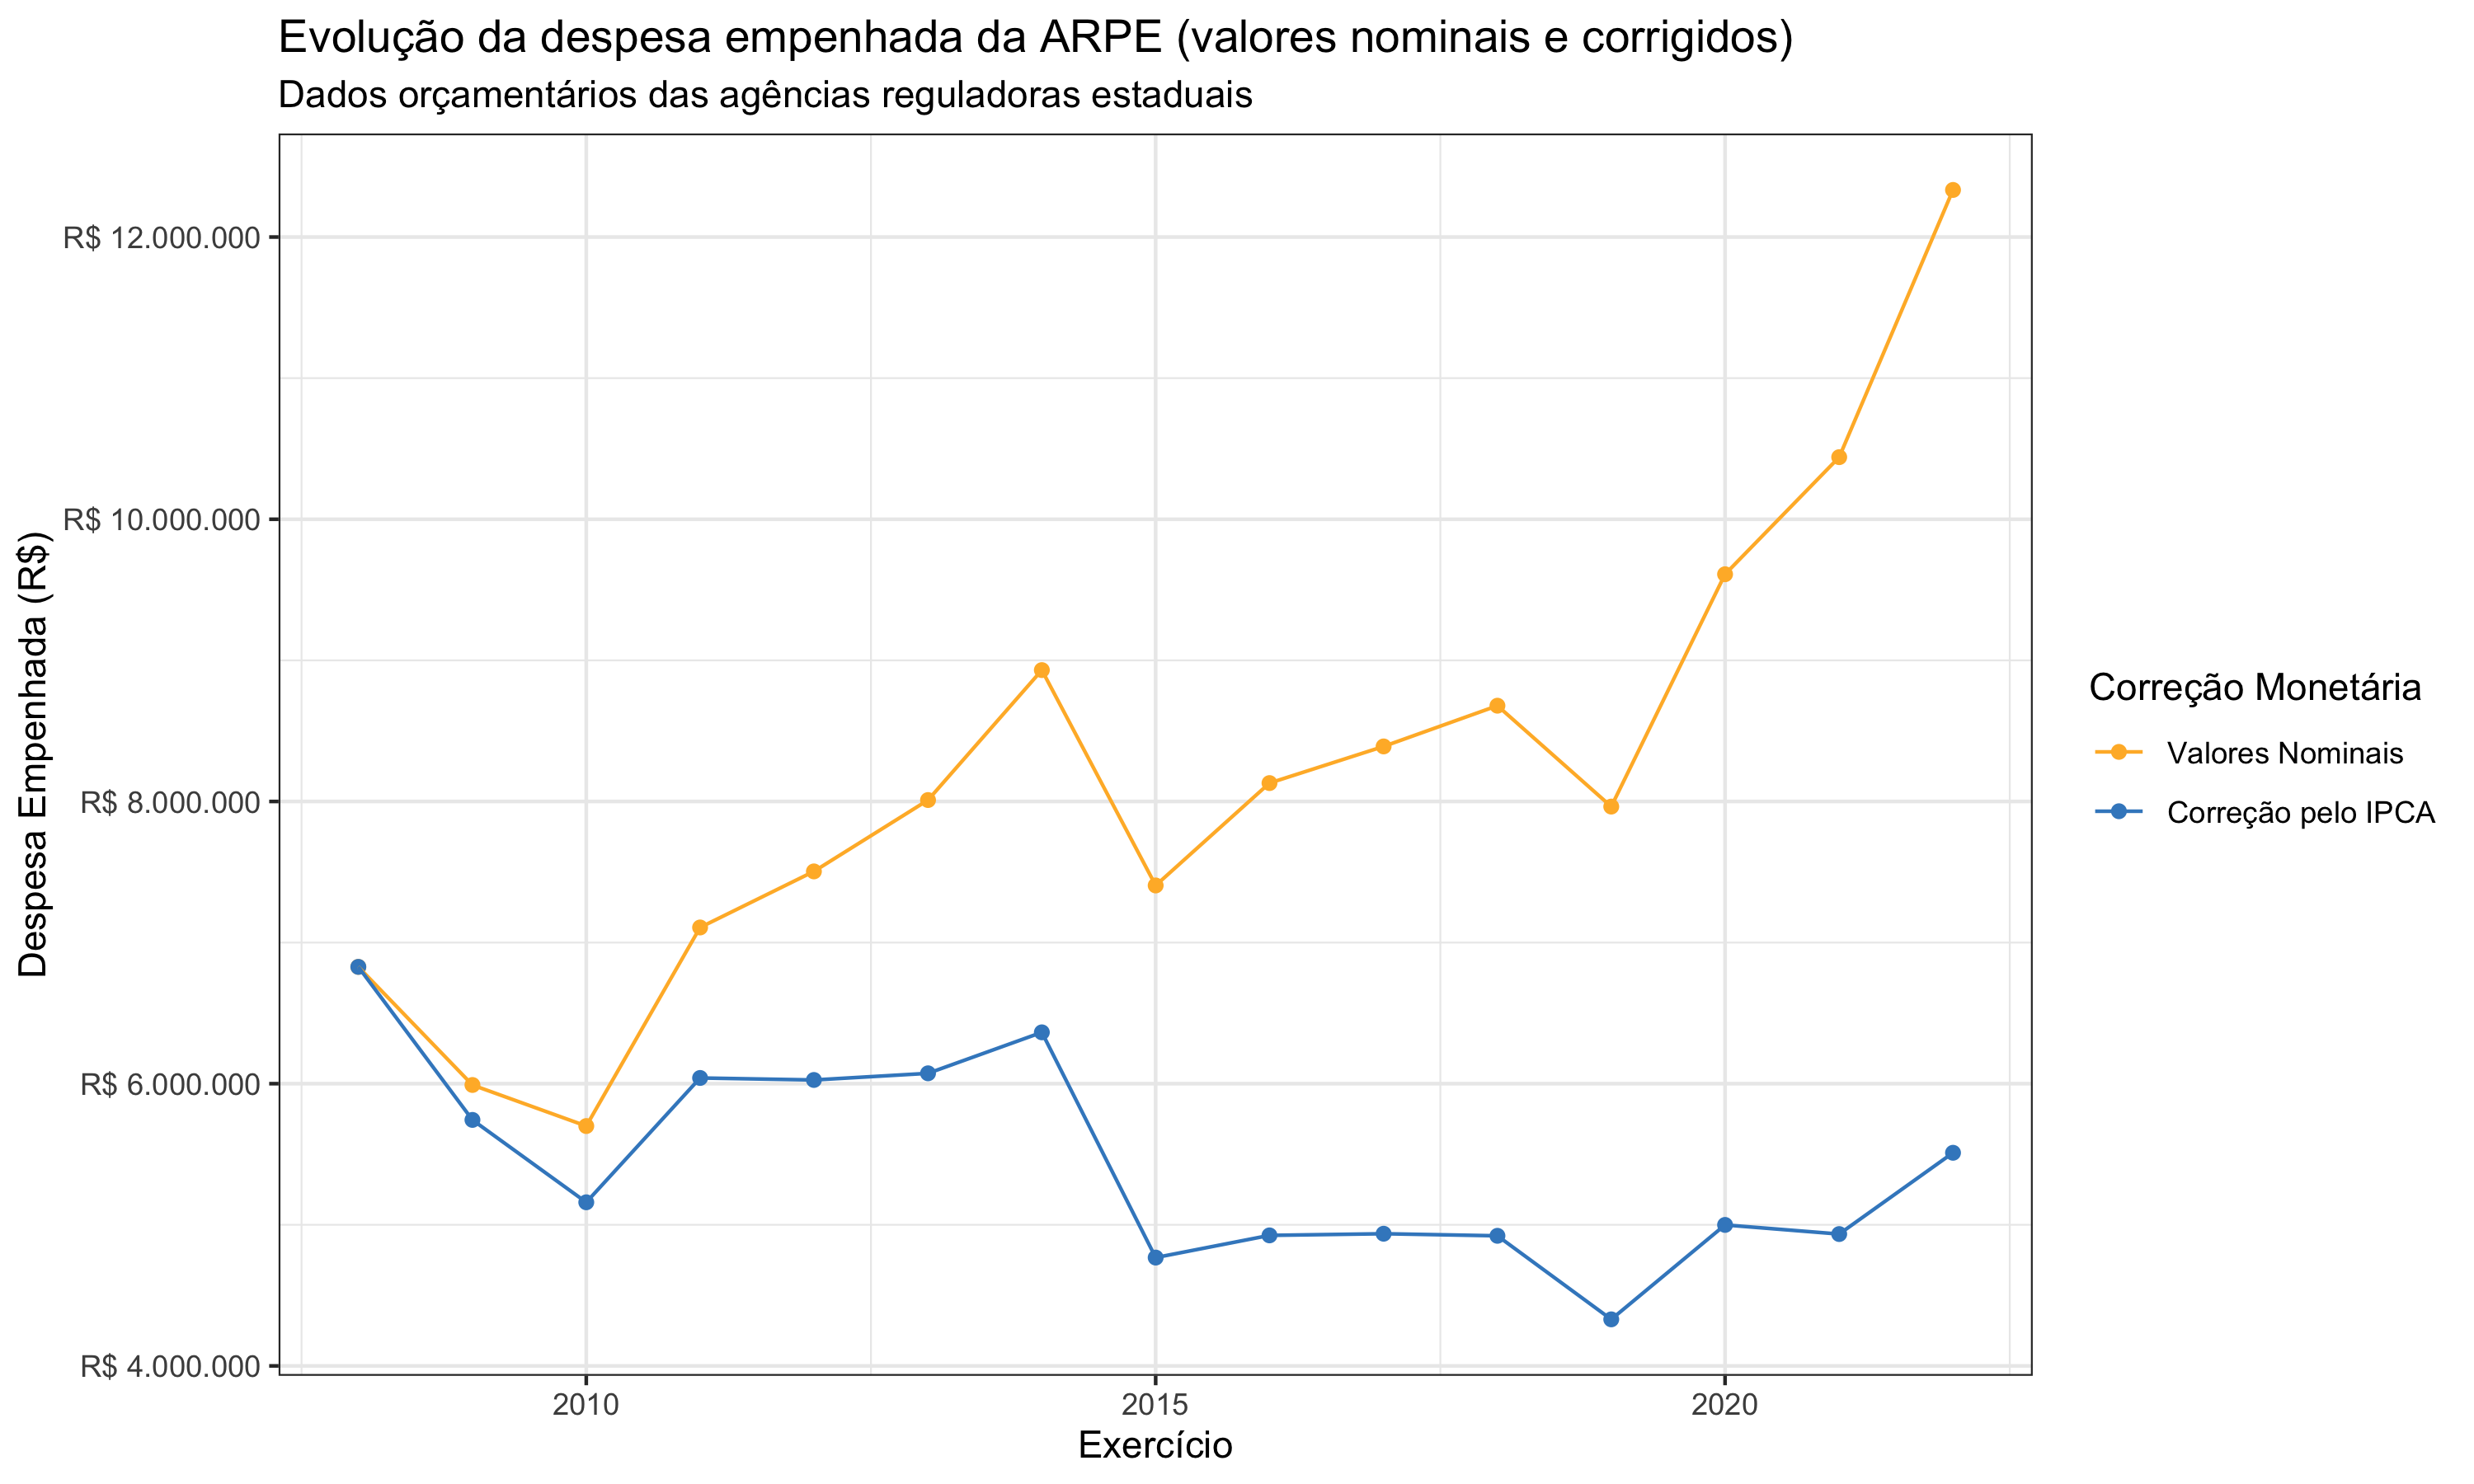 Evolução da despesa empenhada da ARPE (valores nominais e corrigidos)
Dados orçamentários das agências reguladoras estaduais
Despesa Empenhada (R$)
R$ 12.000.000
R$ 10.000.000
R$ 8.000.000
R$ 6.000.000
R$ 4.000.000
2010
2015
2020
Exercício
Correção Monetária
Valores Nominais
Correção pelo IPCA